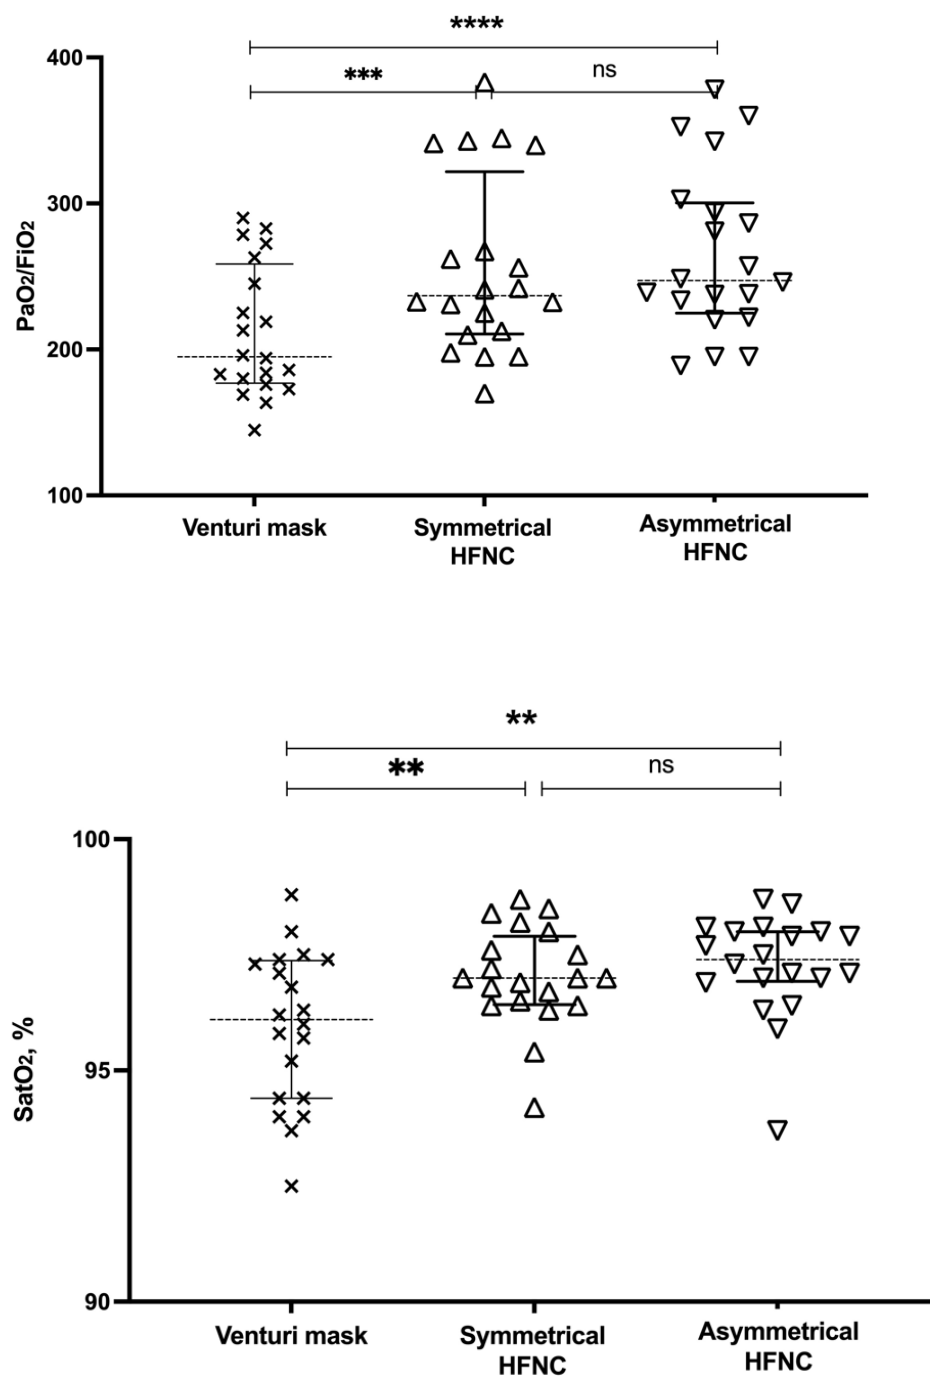 ****
400
***
ns
300
PaO2/FiO2
200
100
Venturi mask
Symmetrical
HFNC
Asymmetrical
HFNC
**
**
ns
100
SatO2, %
95
90
Venturi mask
Symmetrical
HFNC
Asymmetrical
HFNC